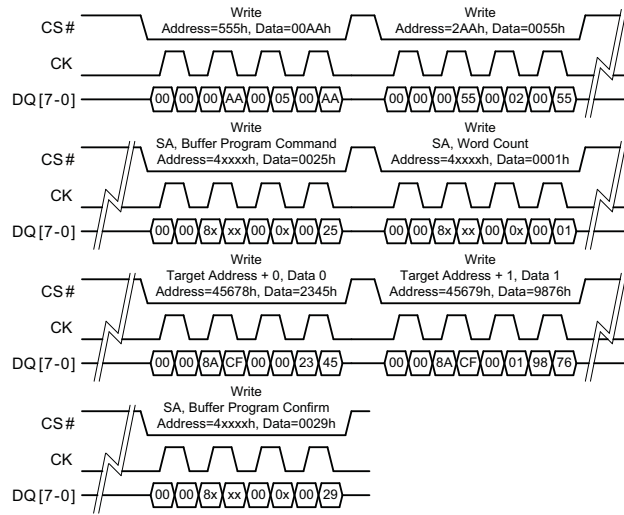 Write Write
CS# Address=555h, Data=00AAh Address=2AAh, Data=0055h
CK
DQ[7-0] 00 00 00 AA 00 05 00 AA 00 00 00 55 00 02 00 55
Write Write
SA, Buffer Program Command SA, Word Count
CS# Address=4xxxxh, Data=0025h Address=4xxxxh, Data=0001h
CK
DQ[7-0] 00 00 8x xx 00 0x 00 25 00 00 8x xx 00 0x 00 01
Write Write
Target Address + 0, Data 0 Target Address + 1, Data 1
CS# Address=45678h, Data=2345h Address=45679h, Data=9876h
CK
DQ[7-0] 00 00 8A CF 00 00 23 45 00 00 8A CF 00 01 98 76
Write
SA, Buffer Program Confirm
CS# Address=4xxxxh, Data=0029h
CK
DQ[7-0] 00 00 8x xx 00 0x 00 29